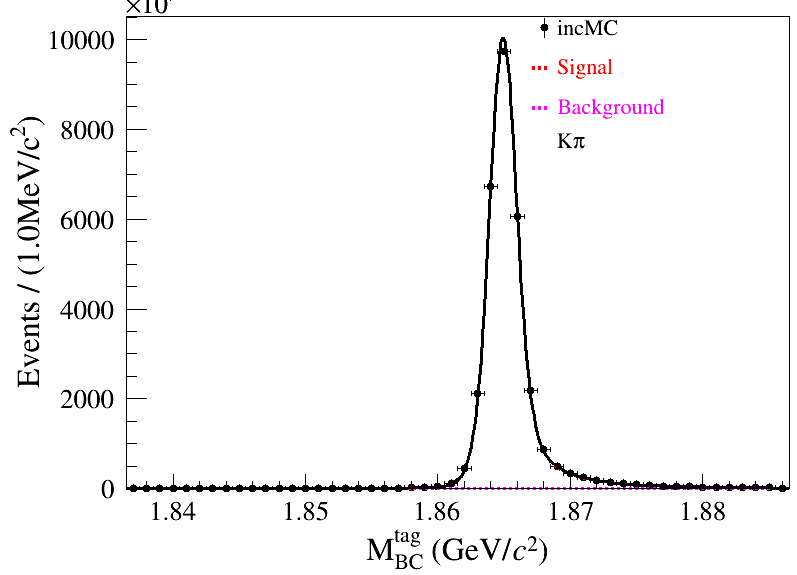 ×10
10000
8000
6000
4000
2000
0
Events / (1.0MeV/c²)
incMC
Signal
Background
Kπ
1.84 1.85 1.86 1.87 1.88
M_BC^tag (GeV/c²)